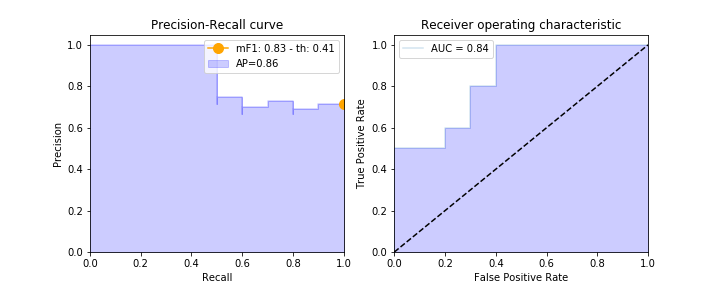 Precision-Recall curve
mF1: 0.83 - th: 0.41
AP=0.86
1.0
0.8
0.6
0.4
0.2
0.0
Precision
0.0 0.2 0.4 0.6 0.8 1.0
Recall
Receiver operating characteristic
AUC = 0.84
1.0
0.8
0.6
0.4
0.2
0.0
True Positive Rate
0.0 0.2 0.4 0.6 0.8 1.0
False Positive Rate